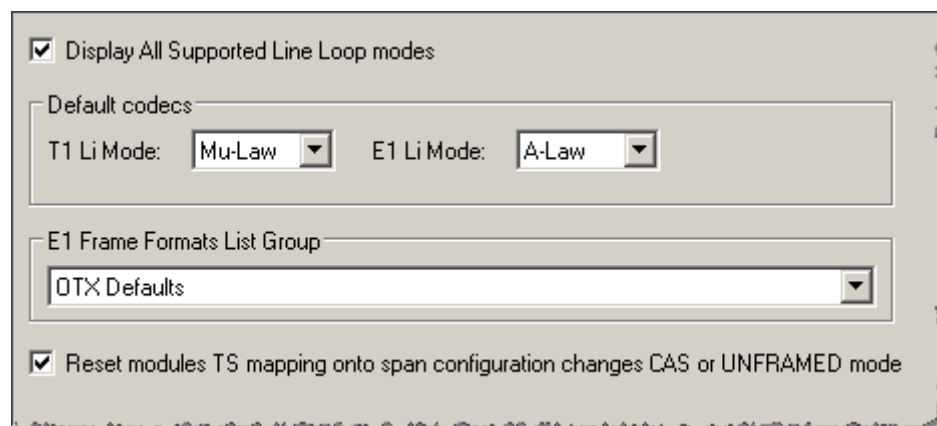 Display All Supported Line Loop modes
Default codecs
T1 Li Mode: Mu-Law E1 Li Mode: A-Law
E1 Frame Formats List Group
OTX Defaults
Reset modules TS mapping onto span configuration changes CAS or UNFRAMED mode